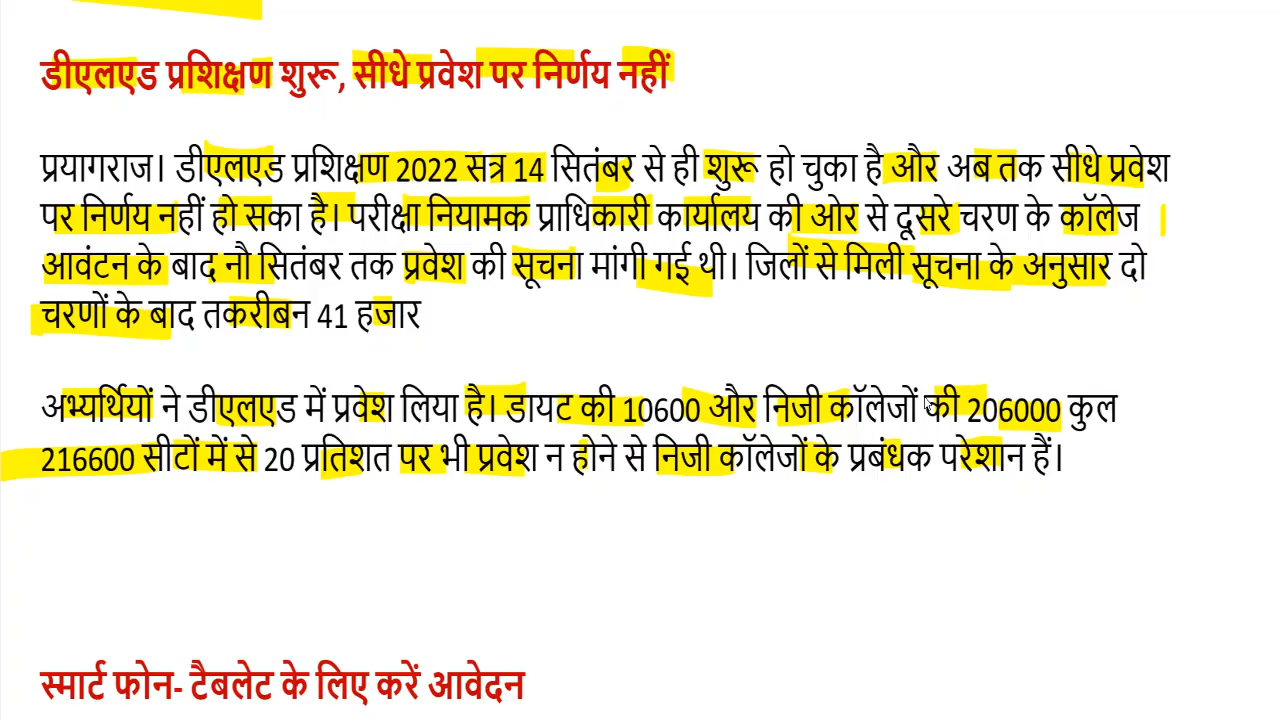 डीएलएड प्रशिक्षण शुरू, सीधे प्रवेश पर निर्णय नहीं
प्रयागराज। डीएलएड प्रशिक्षण 2022 सत्र 14 सितंबर से ही शुरू हो चुका है और अब तक सीधे प्रवेश
पर निर्णय नहीं हो सका है। परीक्षा नियामक प्राधिकारी कार्यालय की ओर से दूसरे चरण के कॉलेज
आवंटन के बाद नौ सितंबर तक प्रवेश की सूचना मांगी गई थी। जिलों से मिली सूचना के अनुसार दो
चरणों के बाद तकरीबन 41 हजार
अभ्यर्थियों ने डीएलएड में प्रवेश लिया है। डायट की 10600 और निजी कॉलेजों की 206000 कुल
216600 सीटों में से 20 प्रतिशत पर भी प्रवेश न होने से निजी कॉलेजों के प्रबंधक परेशान हैं।
स्मार्ट फोन- टैबलेट के लिए करें आवेदन